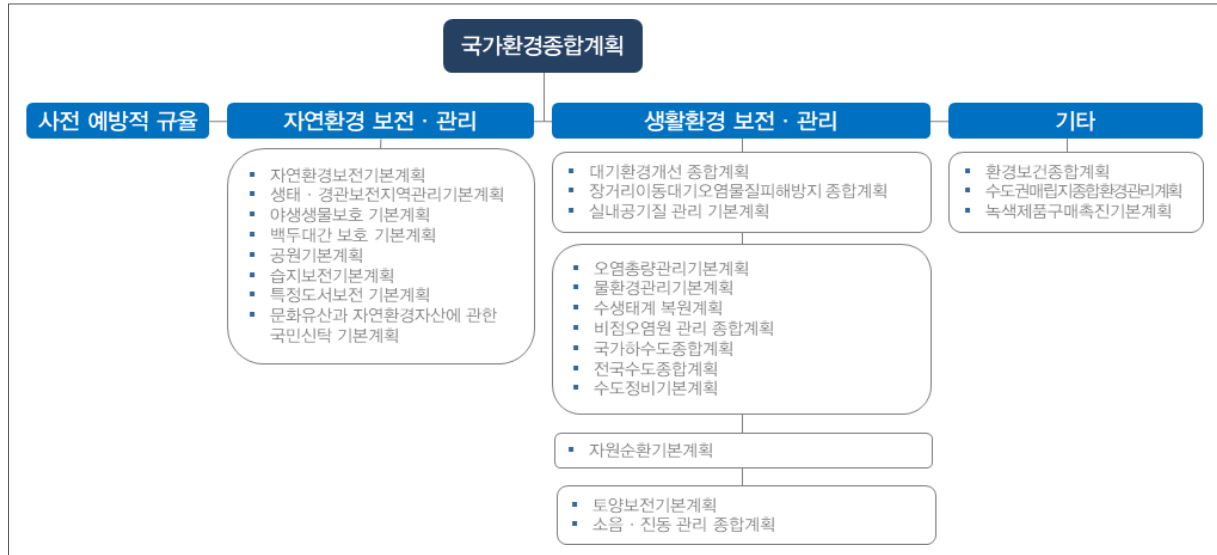 국가환경종합계획
사전 예방적 규율
자연환경 보전 · 관리
생활환경 보전 · 관리
기타
▪ 자연환경보전기본계획
▪ 생태 · 경관보전지역관리기본계획
▪ 야생생물보호 기본계획
▪ 백두대간 보호 기본계획
▪ 공원기본계획
▪ 습지보전기본계획
▪ 특정도서보전 기본계획
▪ 문화유산과 자연환경자산에 관한
국민신탁 기본계획
▪ 대기환경개선 종합계획
▪ 장거리이동대기오염물질피해방지 종합계획
▪ 실내공기질 관리 기본계획
▪ 오염총량관리기본계획
▪ 물환경관리기본계획
▪ 수생태계 복원계획
▪ 비점오염원 관리 종합계획
▪ 국가하수도종합계획
▪ 전국수도종합계획
▪ 수도정비기본계획
▪ 자원순환기본계획
▪ 토양보전기본계획
▪ 소음 · 진동 관리 종합계획
▪ 환경보건종합계획
▪ 수도권매립지종합환경관리계획
▪ 녹색제품구매촉진기본계획